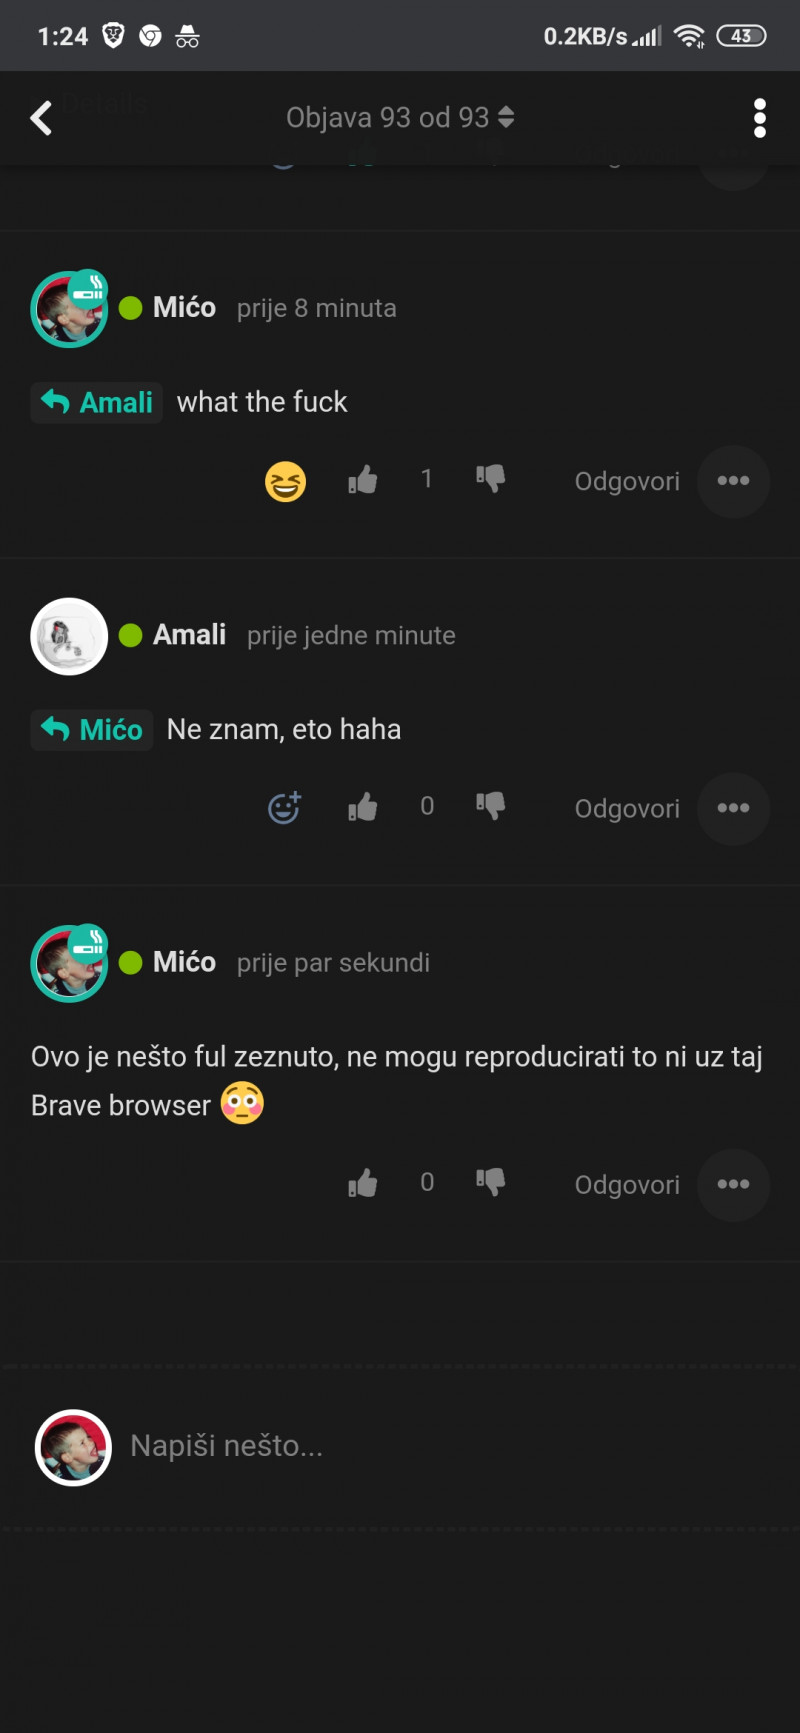 1:24
0.2KB/s
43
Objava 93 od 93
Mićo prije 8 minuta
Amali what the fuck
1 Odgovori
Amali prije jedne minute
Mićo Ne znam, eto haha
0 Odgovori
Mićo prije par sekundi
Ovo je nešto ful zeznuto, ne mogu reproducirati to ni uz taj
Brave browser
0 Odgovori
Napiši nešto...